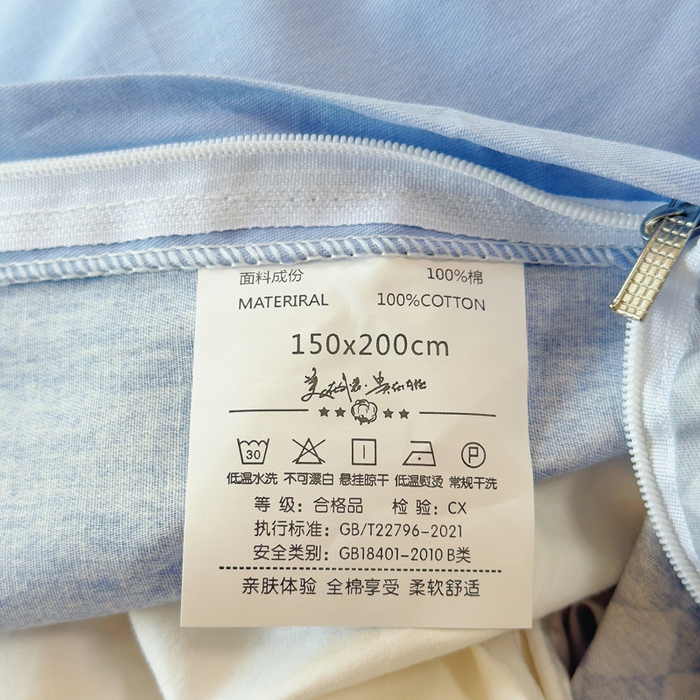 面料成份 100%棉
MATERIRAL 100%COTTON
150x200cm
30 P
低温水洗 不可漂白 悬挂晾干 低温熨烫 常规干洗
等 级：合格品 检 验：CX
执行标准：GB/T22796-2021
安全类别：GB18401-2010 B类
亲肤体验 全棉享受 柔软舒适